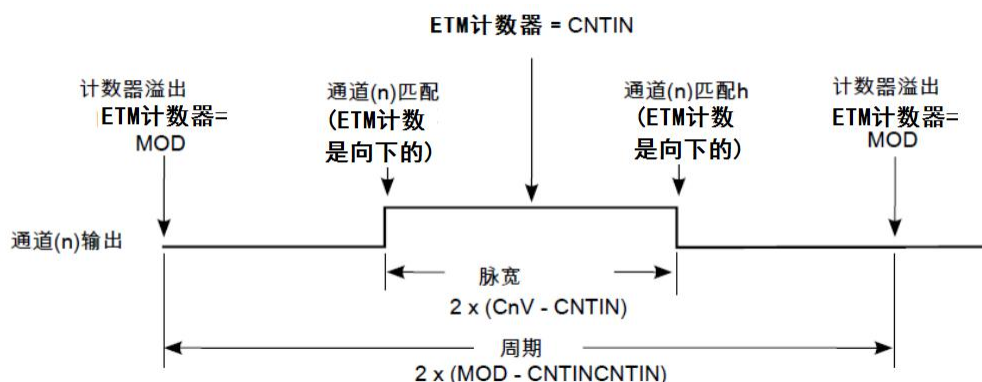 ETM计数器 = CNTIN
计数器溢出
ETM计数器=
MOD
通道(n)匹配
(ETM计数
是向下的)
通道(n)匹配h
(ETM计数
是向下的)
计数器溢出
ETM计数器=
MOD
通道(n)输出
脉宽
2 x (CnV - CNTIN)
周期
2 x (MOD - CNTINCNTIN)